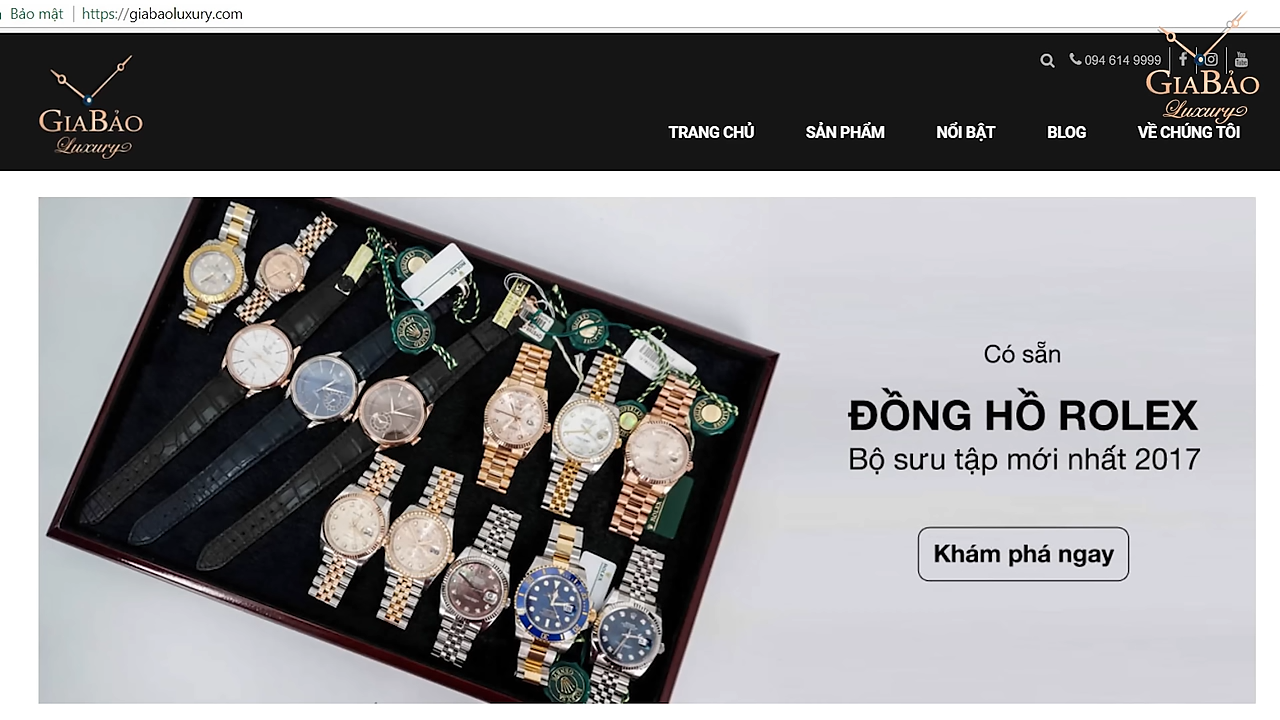 Bảo mật | https://giabaoluxury.com
094 614 9999
GIABẢO
Luxury
GIABẢO
Luxury
TRANG CHỦ SẢN PHẨM NỔI BẬT BLOG VỀ CHÚNG TÔI
Có sẵn
ĐỒNG HỒ ROLEX
Bộ sưu tập mới nhất 2017
Khám phá ngay